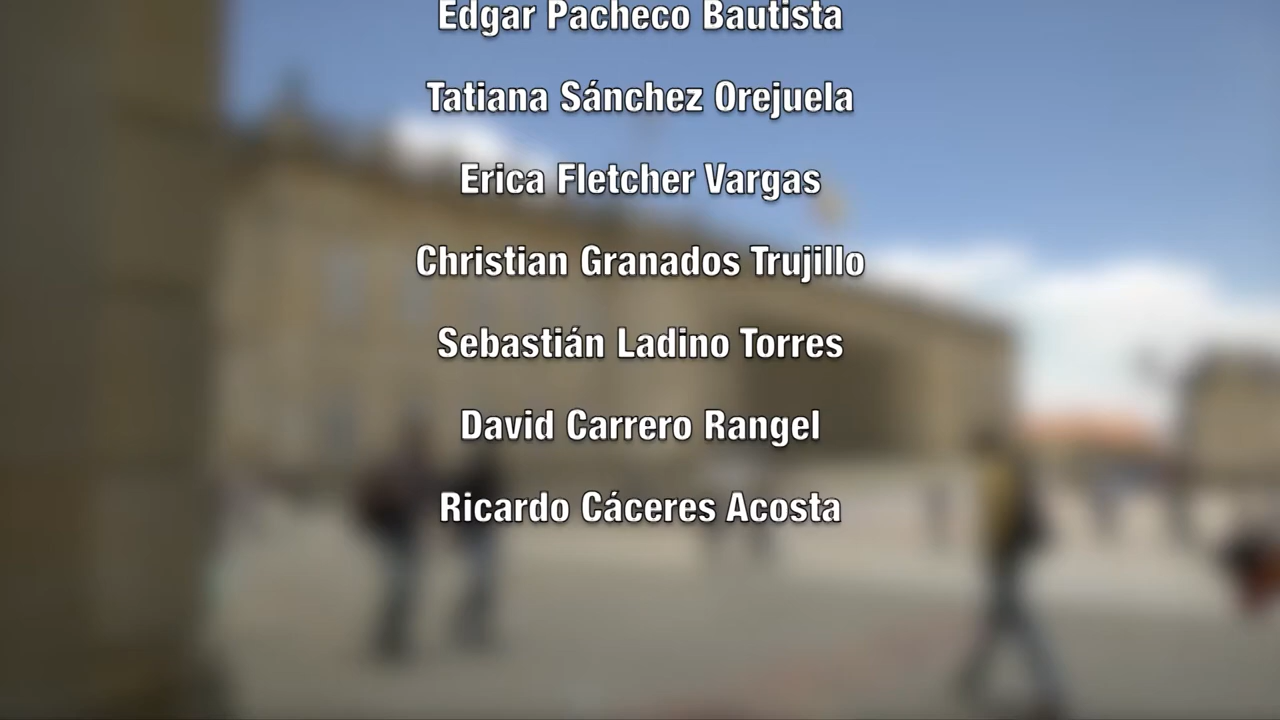 Edgar Pacheco Bautista
Tatiana Sánchez Orejuela
Erica Fletcher Vargas
Christian Granados Trujillo
Sebastián Ladino Torres
David Carrero Rangel
Ricardo Cáceres Acosta